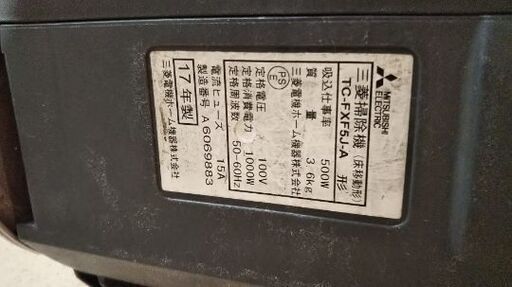 MITSUBISHI
ELECTRIC
三菱掃除機(床移動形)
TC-FXF5J-A 形
吸込仕事率 500W
質量 3.6kg
三菱電機ホーム機器株式会社
PS
E
定格電圧 100V
定格消費電力 1000W
定格周波数 50-60Hz
電流ヒューズ 15A
製造番号 A6069883
17年製
三菱電機ホーム機器株式会社